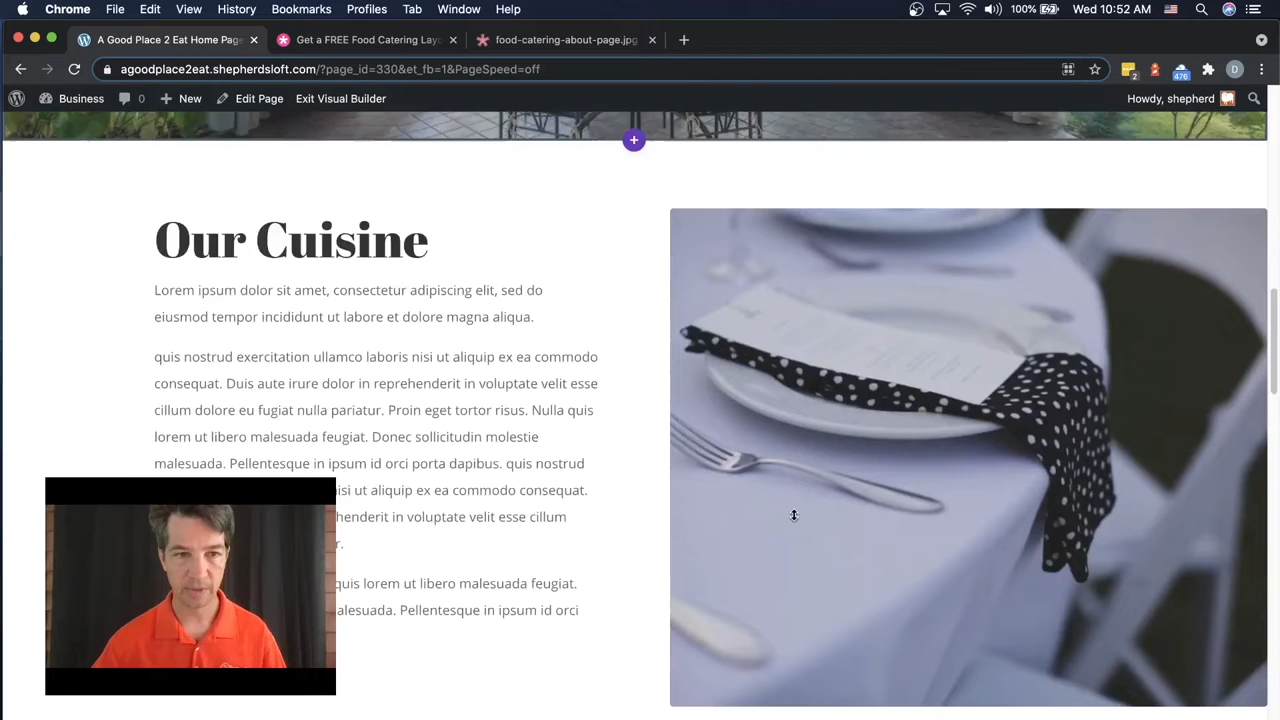 Chrome File Edit View History Bookmarks Profiles Tab Window Help 100% Wed 10:52 AM
A Good Place 2 Eat Home Pag Get a FREE Food Catering Layo food-catering-about-page.jpg
agoodplace2eat.shepherdsloft.com/?page_id=330&et_fb=1&PageSpeed=off 2 476 D
Business 0 + New Edit Page Exit Visual Builder Howdy, shepherd
Our Cuisine
Lorem ipsum dolor sit amet, consectetur adipiscing elit, sed do
eiusmod tempor incididunt ut labore et dolore magna aliqua.
quis nostrud exercitation ullamco laboris nisi ut aliquip ex ea commodo
consequat. Duis aute irure dolor in reprehenderit in voluptate velit esse
cillum dolore eu fugiat nulla pariatur. Proin eget tortor risus. Nulla quis
lorem ut libero malesuada feugiat. Donec sollicitudin molestie
malesuada. Pellentesque in ipsum id orci porta dapibus. quis nostrud
nisi ut aliquip ex ea commodo consequat.
henderit in voluptate velit esse cillum
r.
quis lorem ut libero malesuada feugiat.
alesuada. Pellentesque in ipsum id orci